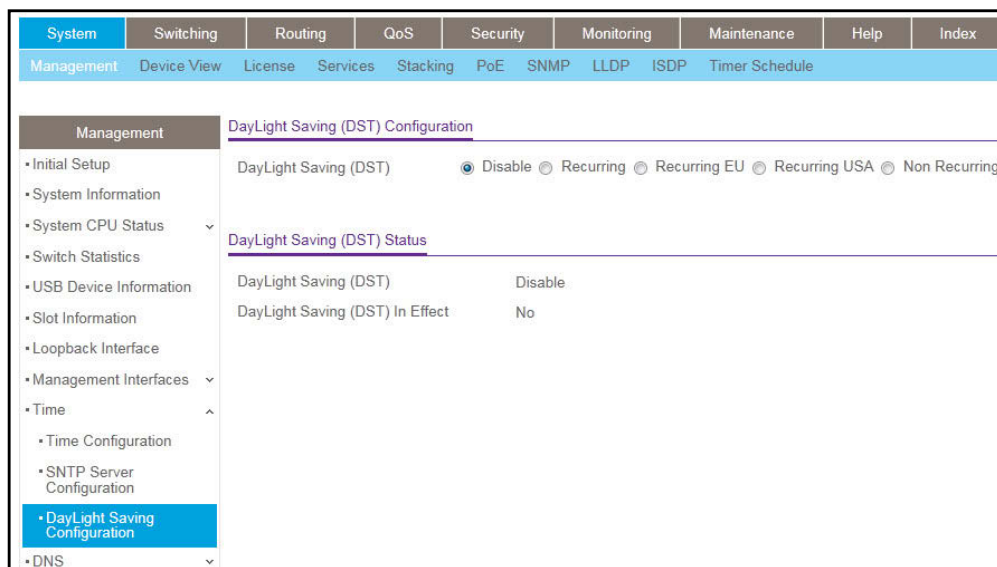 System Switching Routing QoS Security Monitoring Maintenance Help Index
Management Device View License Services Stacking PoE SNMP LLDP ISDP Timer Schedule
Management
Initial Setup
System Information
System CPU Status
Switch Statistics
USB Device Information
Slot Information
Loopback Interface
Management Interfaces
Time
Time Configuration
SNTP Server
Configuration
DayLight Saving
Configuration
DNS
DayLight Saving (DST) Configuration
DayLight Saving (DST) Disable Recurring Recurring EU Recurring USA Non Recurring
DayLight Saving (DST) Status
DayLight Saving (DST) Disable
DayLight Saving (DST) In Effect No